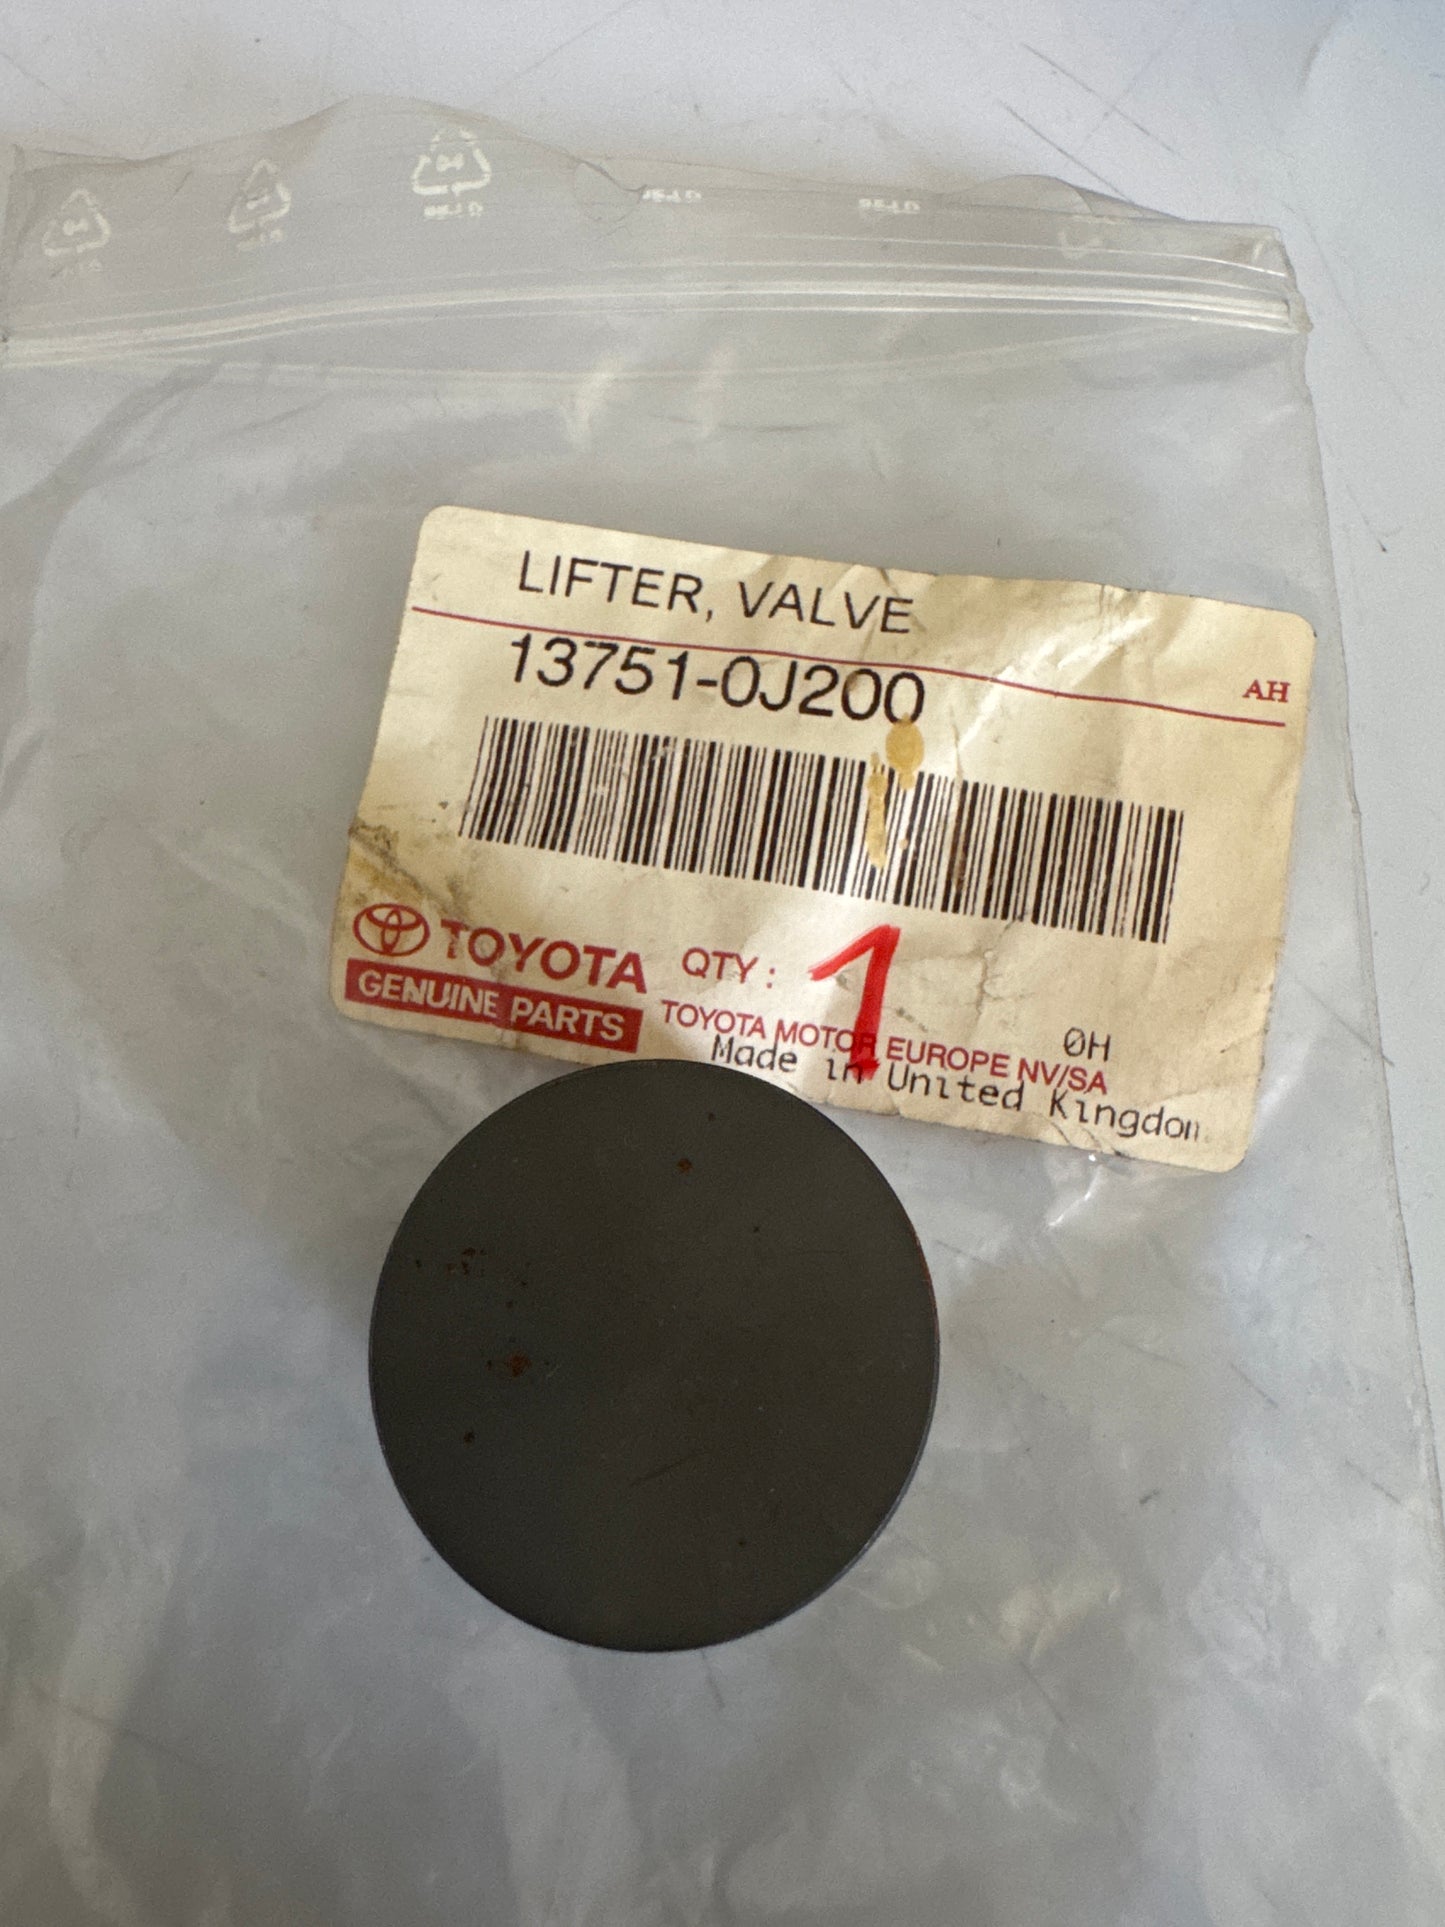 LIFTER, VALVE
13751-0J200
AH
TOYOTA
GENUINE PARTS
QTY: 1
TOYOTA MOTOR EUROPE NV/SA
0H
Made in United Kingdom